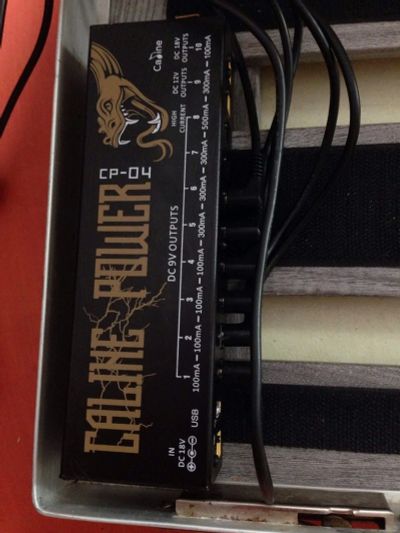 CALINE POWER
CP-04
Caline
IN
DC 18V
USB
DC 9V OUTPUTS
HIGH
CURRENT
DC 12V
OUTPUTS
DC 18V
OUTPUTS
1 2 3 4 5 6 7 8 9 10
100mA – 100mA – 100mA – 100mA – 300mA – 300mA – 300mA – 500mA – 300mA – 100mA